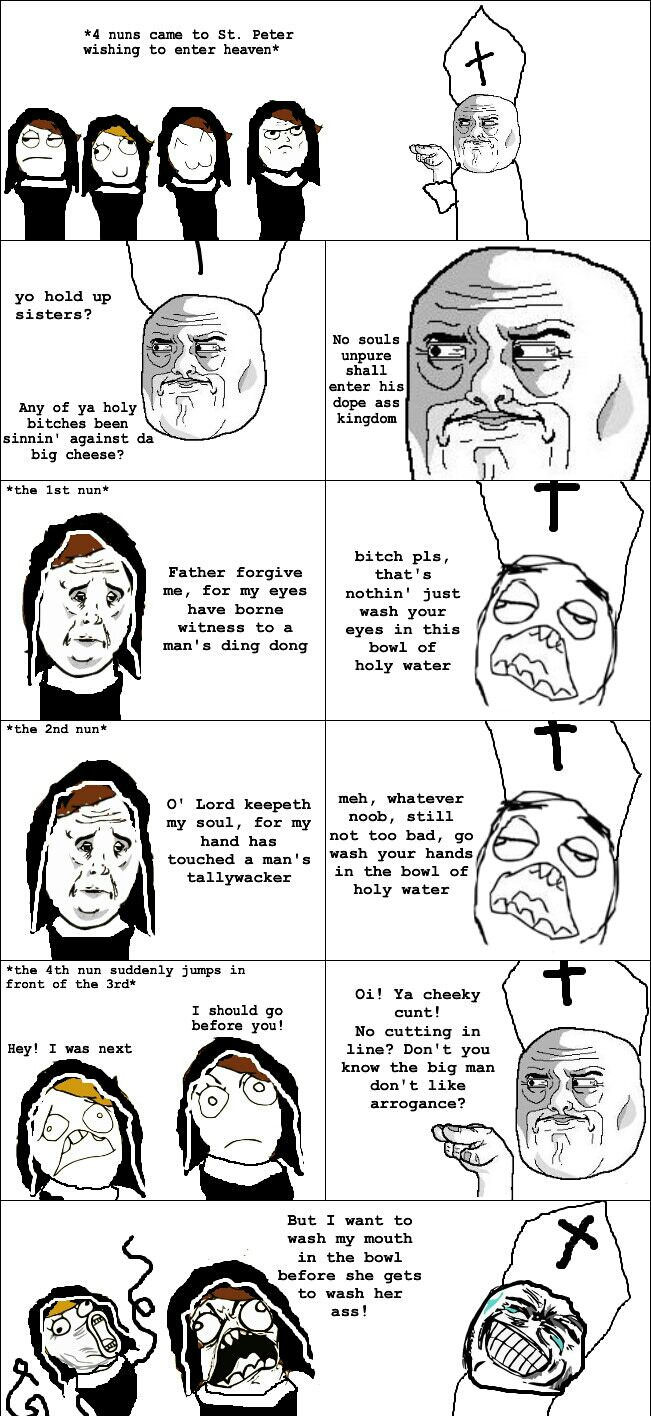 *4 nuns came to St. Peter
wishing to enter heaven*
yo hold up
sisters?
Any of ya holy
bitches been
sinnin' against da
big cheese?
No souls
unpure
shall
enter his
dope ass
kingdom
*the 1st nun*
Father forgive
me, for my eyes
have borne
witness to a
man's ding dong
bitch pls,
that's
nothin' just
wash your
eyes in this
bowl of
holy water
*the 2nd nun*
O' Lord keepeth
my soul, for my
hand has
touched a man's
tallywacker
meh, whatever
noob, still
not too bad, go
wash your hands
in the bowl of
holy water
*the 4th nun suddenly jumps in
front of the 3rd*
Hey! I was next
I should go
before you!
Oi! Ya cheeky
cunt!
No cutting in
line? Don't you
know the big man
don't like
arrogance?
But I want to
wash my mouth
in the bowl
before she gets
to wash her
ass!